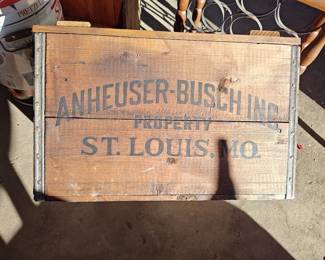 ANHEUSER-BUSCH INC.
PROPERTY
ST. LOUIS, MO.